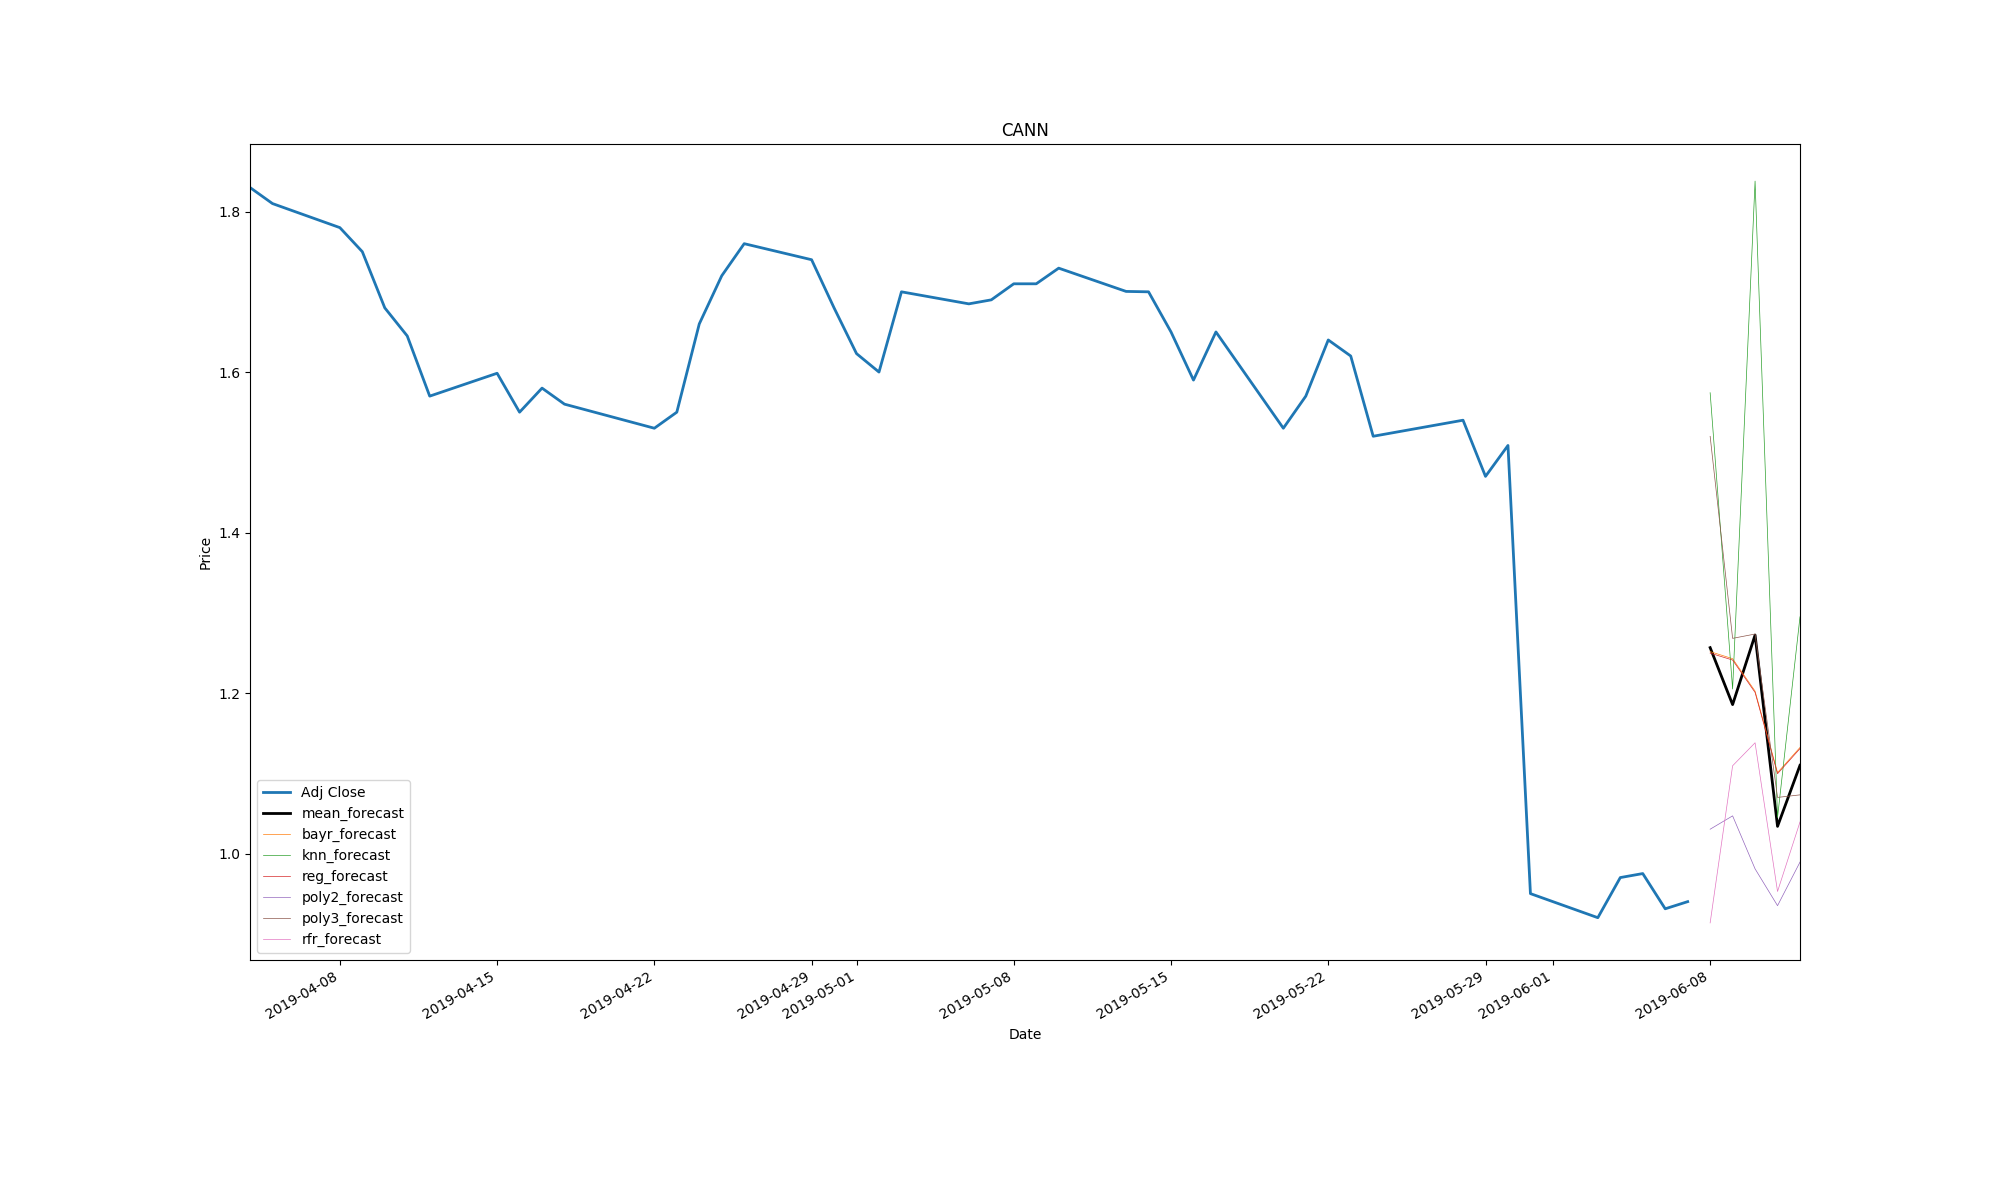 CANN
1.8
1.6
1.4
1.2
1.0
Price
Adj Close
mean_forecast
bayr_forecast
knn_forecast
reg_forecast
poly2_forecast
poly3_forecast
rfr_forecast
2019-04-08
2019-04-15
2019-04-22
2019-04-29
2019-05-01
2019-05-08
2019-05-15
2019-05-22
2019-05-29
2019-06-01
2019-06-08
Date